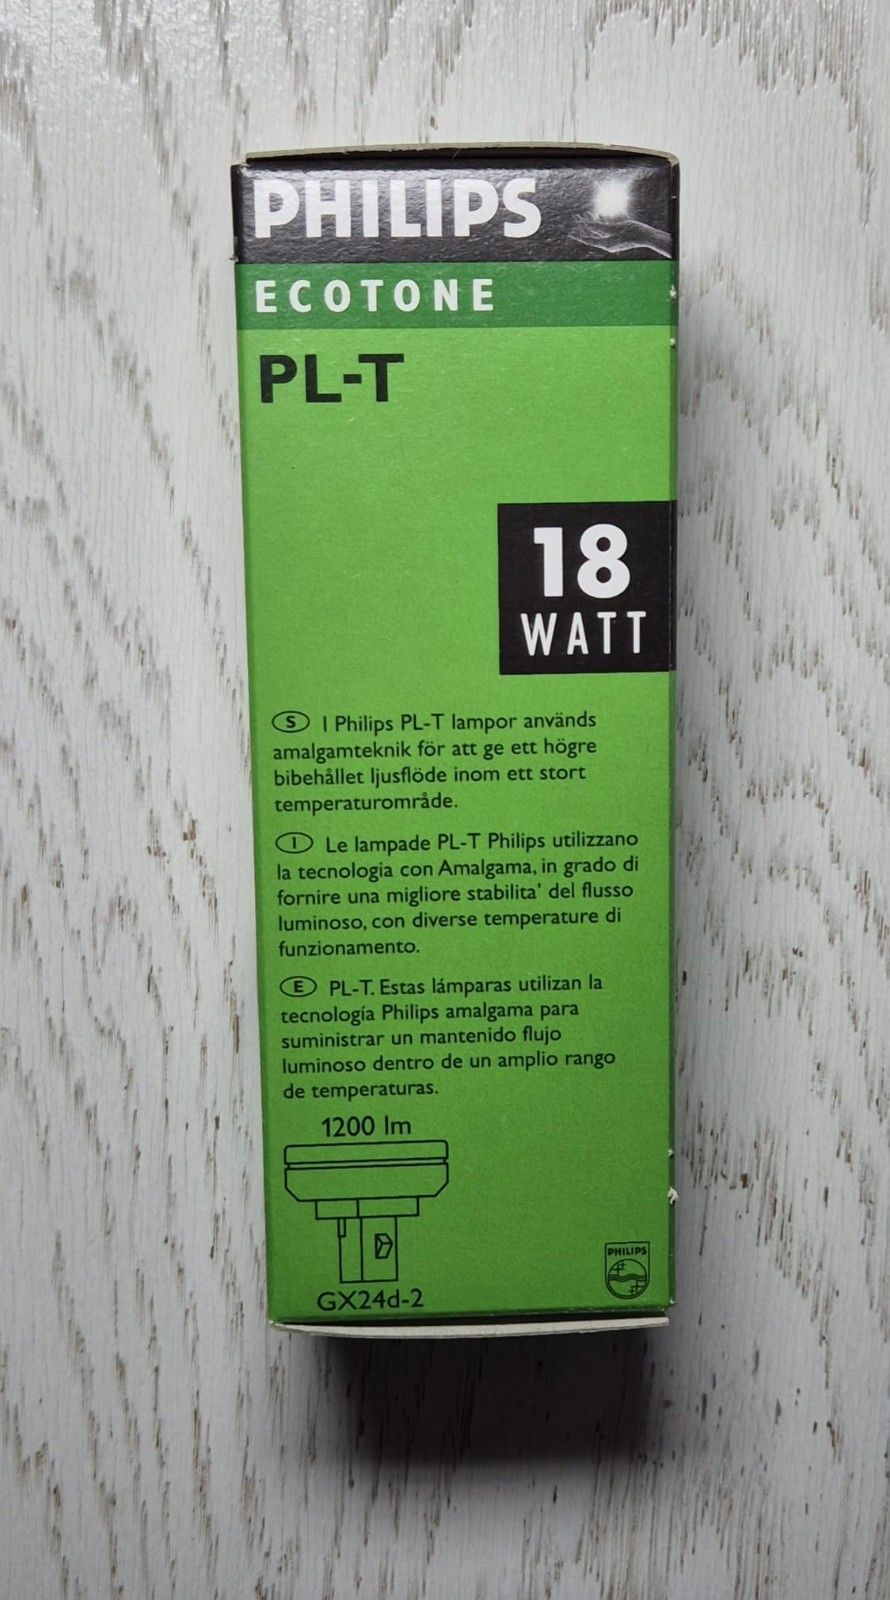 PHILIPS
ECOTONE
PL-T
18
WATT
S I Philips PL-T lampor används
amalgamteknik för att ge ett högre
bibehållet ljusflöde inom ett stort
temperaturområde.
I Le lampade PL-T Philips utilizzano
la tecnologia con Amalgama, in grado di
fornire una migliore stabilita' del flusso
luminoso, con diverse temperature di
funzionamento.
E PL-T. Estas lámparas utilizan la
tecnología Philips amalgama para
suministrar un mantenido flujo
luminoso dentro de un amplio rango
de temperaturas.
1200 lm
GX24d-2
PHILIPS